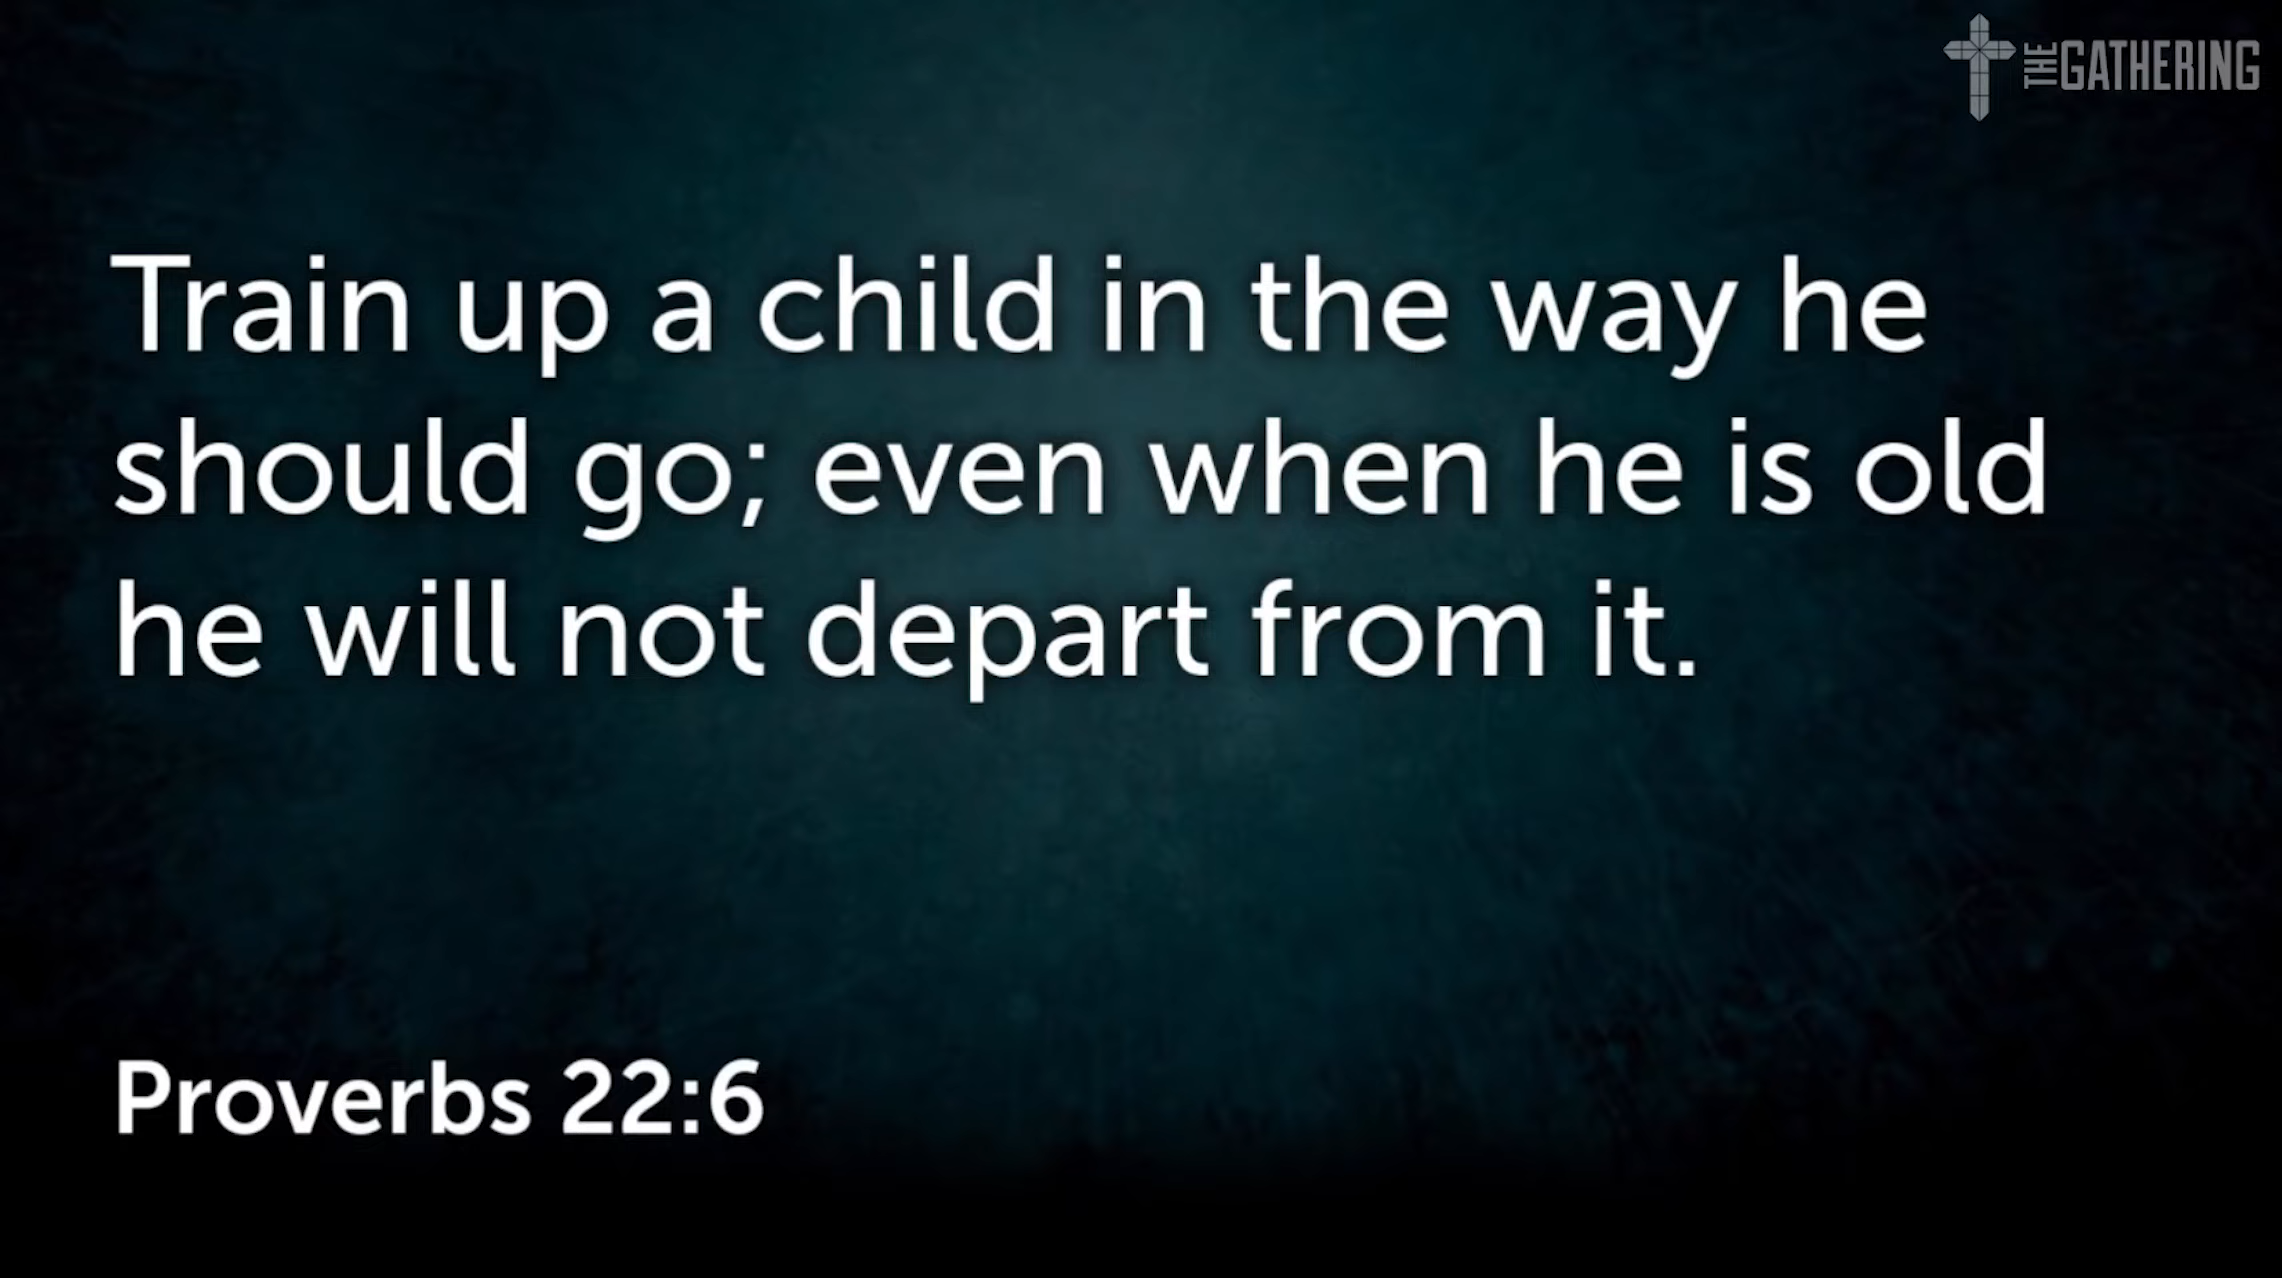 THE GATHERING
Train up a child in the way he
should go; even when he is old
he will not depart from it.
Proverbs 22:6